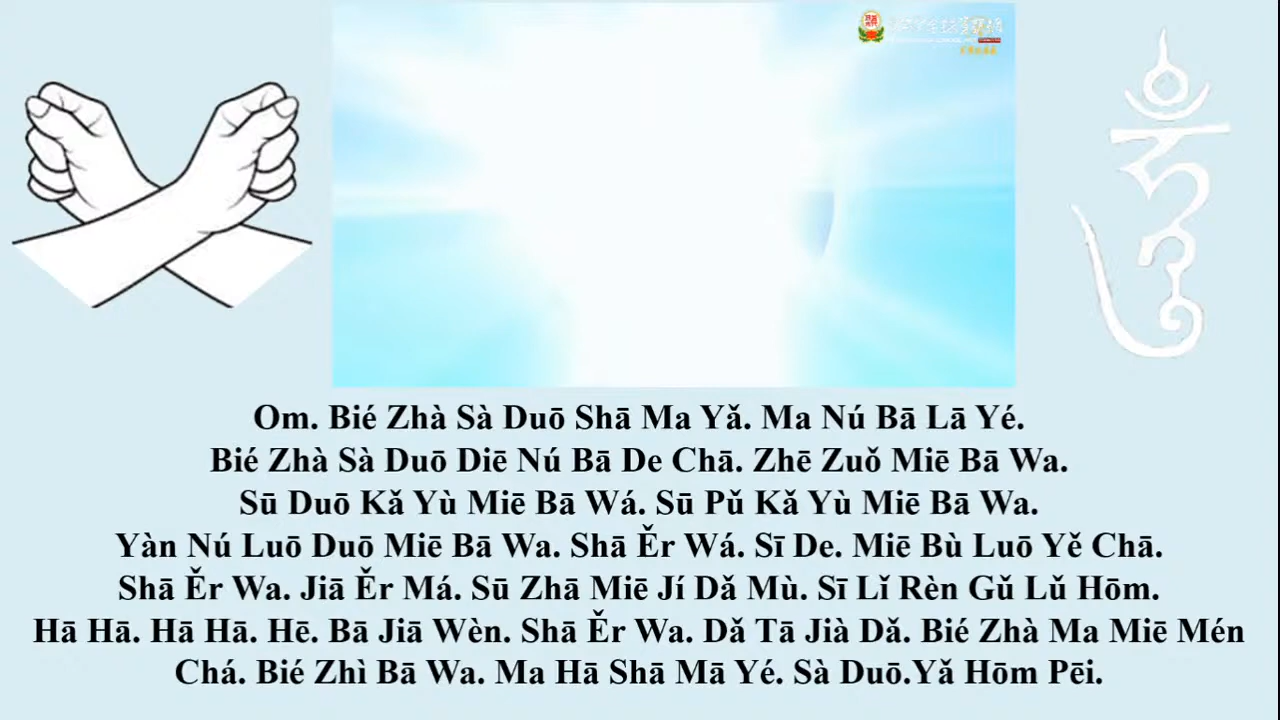 Om. Bié Zhà Sà Duō Shā Ma Yǎ. Ma Nú Bā Lā Yé.
Bié Zhà Sà Duō Diē Nú Bā De Chā. Zhē Zuǒ Miē Bā Wa.
Sū Duō Kǎ Yù Miē Bā Wá. Sū Pǔ Kǎ Yù Miē Bā Wa.
Yàn Nú Luō Duō Miē Bā Wa. Shā Ěr Wá. Sī De. Miē Bù Luō Yě Chā.
Shā Ěr Wa. Jiā Ěr Má. Sū Zhā Miē Jí Dǎ Mù. Sī Lǐ Rèn Gǔ Lǔ Hōm.
Hā Hā. Hā Hā. Hē. Bā Jiā Wèn. Shā Ěr Wa. Dǎ Tā Jià Dǎ. Bié Zhà Ma Miē Mén
Chá. Bié Zhì Bā Wa. Ma Hā Shā Mā Yé. Sà Duō.Yǎ Hōm Pēi.